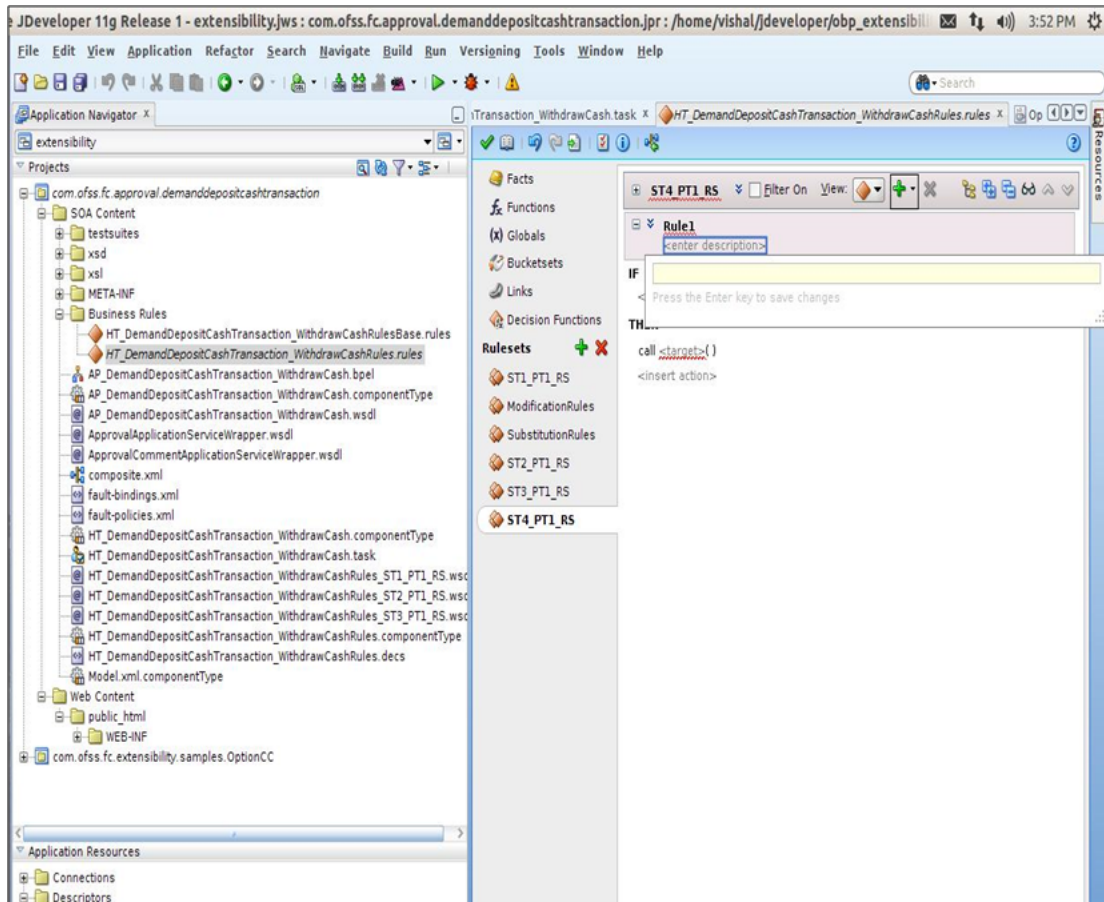 JDeveloper 11g Release 1 - extensibility.jws : com.ofss.fc.approval.demanddepositcashtransaction.jpr : /home/vishal/jdeveloper/obp_extensibili 3:52 PM
File Edit View Application Refactor Search Navigate Build Run Versioning Tools Window Help
Search
Application Navigator x
Transaction_WithdrawCash.task x HT_DemandDepositCashTransaction_WithdrawCashRules.rules x Op
Resources
extensibility
Projects
com.ofss.fc.approval.demanddepositcashtransaction
SOA Content
testsuites
xsd
xsl
META-INF
Business Rules
HT_DemandDepositCashTransaction_WithdrawCashRulesBase.rules
HT_DemandDepositCashTransaction_WithdrawCashRules.rules
AP_DemandDepositCashTransaction_WithdrawCash.bpel
AP_DemandDepositCashTransaction_WithdrawCash.componentType
AP_DemandDepositCashTransaction_WithdrawCash.wsdl
ApprovalApplicationServiceWrapper.wsdl
ApprovalCommentApplicationServiceWrapper.wsdl
composite.xml
fault-bindings.xml
fault-policies.xml
HT_DemandDepositCashTransaction_WithdrawCash.componentType
HT_DemandDepositCashTransaction_WithdrawCash.task
HT_DemandDepositCashTransaction_WithdrawCashRules_ST1_PT1_RS.wsd
HT_DemandDepositCashTransaction_WithdrawCashRules_ST2_PT1_RS.wsd
HT_DemandDepositCashTransaction_WithdrawCashRules_ST3_PT1_RS.wsd
HT_DemandDepositCashTransaction_WithdrawCashRules.componentType
HT_DemandDepositCashTransaction_WithdrawCashRules.decs
Model.xml.componentType
Web Content
public_html
WEB-INF
com.ofss.fc.extensibility.samples.OptionCC
Application Resources
Connections
Descriptors
Facts
Functions
(x) Globals
Bucketsets
Links
Decision Functions
Rulesets
ST1_PT1_RS
ModificationRules
SubstitutionRules
ST2_PT1_RS
ST3_PT1_RS
ST4_PT1_RS
ST4_PT1_RS Filter On View:
Rule1
<enter description>
IF
< Press the Enter key to save changes
THEN
call <target>( )
<insert action>